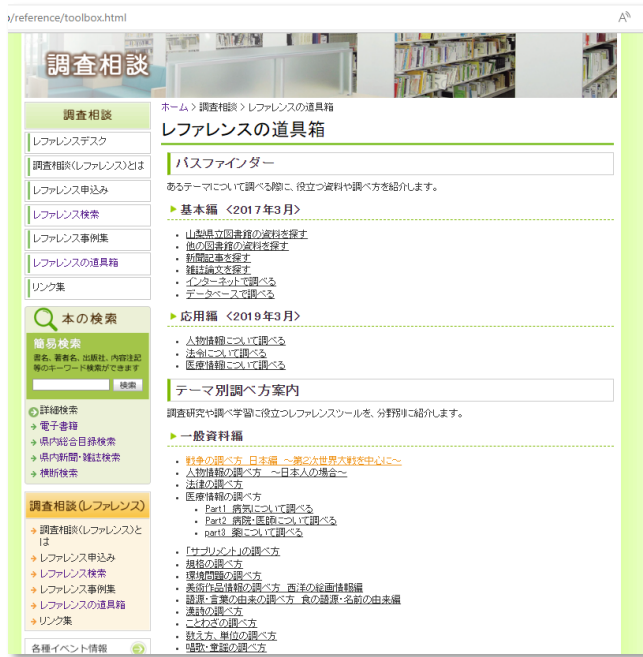 /reference/toolbox.html
調査相談
調査相談
レファレンスデスク
調査相談(レファレンス)とは
レファレンス申込み
レファレンス検索
レファレンス事例集
レファレンスの道具箱
リンク集
本の検索
簡易検索
書名、著者名、出版社、内容注記
等のキーワード検索ができます
検索
詳細検索
電子書籍
県内総合目録検索
県内新聞・雑誌検索
横断検索
調査相談(レファレンス)
調査相談(レファレンス)と
は
レファレンス申込み
レファレンス検索
レファレンス事例集
レファレンスの道具箱
リンク集
各種イベント情報
ホーム > 調査相談 > レファレンスの道具箱
レファレンスの道具箱
パスファインダー
あるテーマについて調べる際に、役立つ資料や調べ方を紹介します。
基本編 <2017年3月>
山梨県立図書館の資料を探す
他の図書館の資料を探す
新聞記事を探す
雑誌論文を探す
インターネットで調べる
データベースで調べる
応用編 <2019年3月>
人物情報について調べる
法令について調べる
医療情報について調べる
テーマ別調べ方案内
調査研究や調べ学習に役立つレファレンスツールを、分野別に紹介します。
一般資料編
戦争の調べ方 日本編 ~第2次世界大戦を中心に~
人物情報の調べ方 ~日本人の場合~
法律の調べ方
医療情報の調べ方
Part1 病気について調べる
Part2 病院・医師について調べる
part3 薬について調べる
「サプリメント」の調べ方
規格の調べ方
環境問題の調べ方
美術作品情報の調べ方 西洋の絵画情報編
語源・言葉の由来の調べ方 食の語源・名前の由来編
漢詩の調べ方
ことわざの調べ方
数え方、単位の調べ方
唱歌・童謡の調べ方